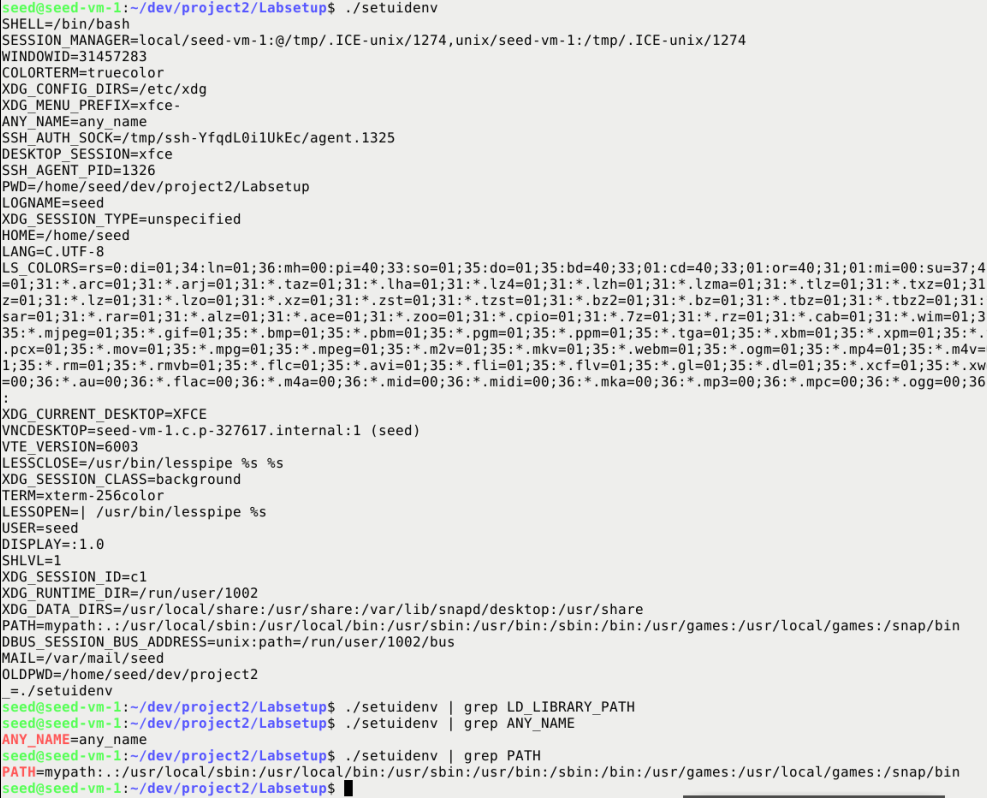 seed@seed-vm-1:~/dev/project2/Labsetup$ ./setuidenv
SHELL=/bin/bash
SESSION_MANAGER=local/seed-vm-1:@/tmp/.ICE-unix/1274,unix/seed-vm-1:/tmp/.ICE-unix/1274
WINDOWID=31457283
COLORTERM=truecolor
XDG_CONFIG_DIRS=/etc/xdg
XDG_MENU_PREFIX=xfce-
ANY_NAME=any_name
SSH_AUTH_SOCK=/tmp/ssh-YfqdL0i1UkEc/agent.1325
DESKTOP_SESSION=xfce
SSH_AGENT_PID=1326
PWD=/home/seed/dev/project2/Labsetup
LOGNAME=seed
XDG_SESSION_TYPE=unspecified
HOME=/home/seed
LANG=C.UTF-8
LS_COLORS=rs=0:di=01;34:ln=01;36:mh=00:pi=40;33:so=01;35:do=01;35:bd=40;33;01:cd=40;33;01:or=40;31;01:mi=00:su=37;4
=01;31:*.arc=01;31:*.arj=01;31:*.taz=01;31:*.lha=01;31:*.lz4=01;31:*.lzh=01;31:*.lzma=01;31:*.tlz=01;31:*.txz=01;31
z=01;31:*.lz=01;31:*.lzo=01;31:*.xz=01;31:*.zst=01;31:*.tzst=01;31:*.bz2=01;31:*.bz=01;31:*.tbz=01;31:*.tbz2=01;31:
sar=01;31:*.rar=01;31:*.alz=01;31:*.ace=01;31:*.zoo=01;31:*.cpio=01;31:*.7z=01;31:*.rz=01;31:*.cab=01;31:*.wim=01;3
35:*.mjpeg=01;35:*.gif=01;35:*.bmp=01;35:*.pbm=01;35:*.pgm=01;35:*.ppm=01;35:*.tga=01;35:*.xbm=01;35:*.xpm=01;35:*.
.pcx=01;35:*.mov=01;35:*.mpg=01;35:*.mpeg=01;35:*.m2v=01;35:*.mkv=01;35:*.webm=01;35:*.ogm=01;35:*.mp4=01;35:*.m4v=
1;35:*.rm=01;35:*.rmvb=01;35:*.flc=01;35:*.avi=01;35:*.fli=01;35:*.flv=01;35:*.gl=01;35:*.dl=01;35:*.xcf=01;35:*.xw
=00;36:*.au=00;36:*.flac=00;36:*.m4a=00;36:*.mid=00;36:*.midi=00;36:*.mka=00;36:*.mp3=00;36:*.mpc=00;36:*.ogg=00;36
:
XDG_CURRENT_DESKTOP=XFCE
VNCDESKTOP=seed-vm-1.c.p-327617.internal:1 (seed)
VTE_VERSION=6003
LESSCLOSE=/usr/bin/lesspipe %s %s
XDG_SESSION_CLASS=background
TERM=xterm-256color
LESSOPEN=| /usr/bin/lesspipe %s
USER=seed
DISPLAY=:1.0
SHLVL=1
XDG_SESSION_ID=c1
XDG_RUNTIME_DIR=/run/user/1002
XDG_DATA_DIRS=/usr/local/share:/usr/share:/var/lib/snapd/desktop:/usr/share
PATH=mypath:.:/usr/local/sbin:/usr/local/bin:/usr/sbin:/usr/bin:/sbin:/bin:/usr/games:/usr/local/games:/snap/bin
DBUS_SESSION_BUS_ADDRESS=unix:path=/run/user/1002/bus
MAIL=/var/mail/seed
OLDPWD=/home/seed/dev/project2
_=./setuidenv
seed@seed-vm-1:~/dev/project2/Labsetup$ ./setuidenv | grep LD_LIBRARY_PATH
seed@seed-vm-1:~/dev/project2/Labsetup$ ./setuidenv | grep ANY_NAME
ANY_NAME=any_name
seed@seed-vm-1:~/dev/project2/Labsetup$ ./setuidenv | grep PATH
PATH=mypath:.:/usr/local/sbin:/usr/local/bin:/usr/sbin:/usr/bin:/sbin:/bin:/usr/games:/usr/local/games:/snap/bin
seed@seed-vm-1:~/dev/project2/Labsetup$